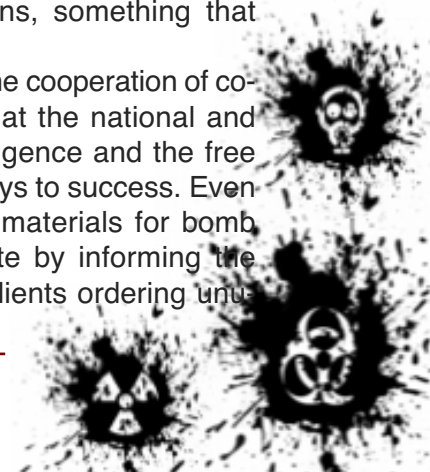 ns, something that
ne cooperation of co-
at the national and
gence and the free
ys to success. Even
materials for bomb
te by informing the
lients ordering unu-